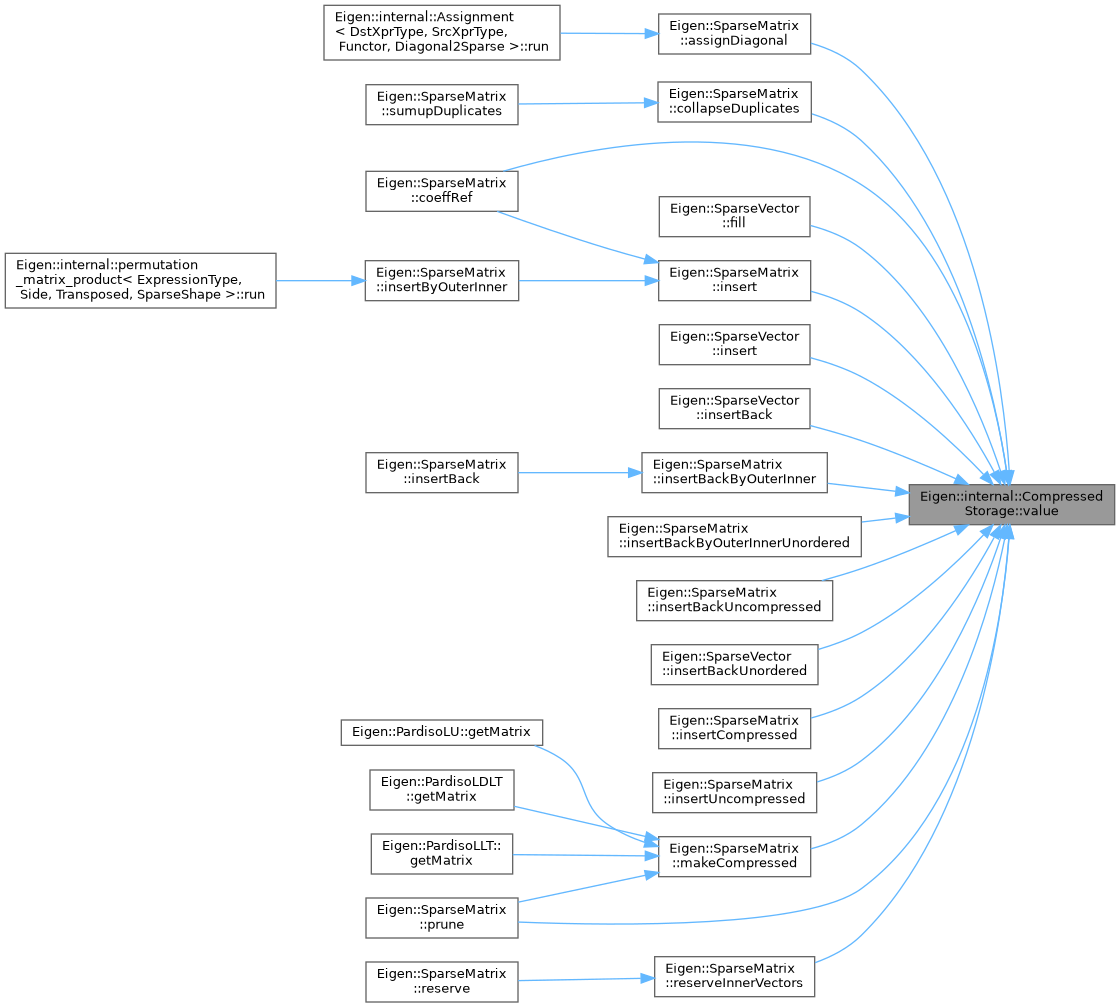 Eigen::internal::Assignment
< DstXprType, SrcXprType,
Functor, Diagonal2Sparse >::run
Eigen::SparseMatrix
::assignDiagonal
Eigen::SparseMatrix
::sumupDuplicates
Eigen::SparseMatrix
::collapseDuplicates
Eigen::SparseMatrix
::coeffRef
Eigen::SparseVector
::fill
Eigen::internal::permutation
_matrix_product< ExpressionType,
Side, Transposed, SparseShape >::run
Eigen::SparseMatrix
::insertByOuterInner
Eigen::SparseMatrix
::insert
Eigen::SparseVector
::insert
Eigen::SparseVector
::insertBack
Eigen::SparseMatrix
::insertBack
Eigen::SparseMatrix
::insertBackByOuterInner
Eigen::internal::Compressed
Storage::value
Eigen::SparseMatrix
::insertBackByOuterInnerUnordered
Eigen::SparseMatrix
::insertBackUncompressed
Eigen::SparseVector
::insertBackUnordered
Eigen::SparseMatrix
::insertCompressed
Eigen::PardisoLU::getMatrix
Eigen::SparseMatrix
::insertUncompressed
Eigen::PardisoLDLT
::getMatrix
Eigen::PardisoLLT::
getMatrix
Eigen::SparseMatrix
::makeCompressed
Eigen::SparseMatrix
::prune
Eigen::SparseMatrix
::reserve
Eigen::SparseMatrix
::reserveInnerVectors